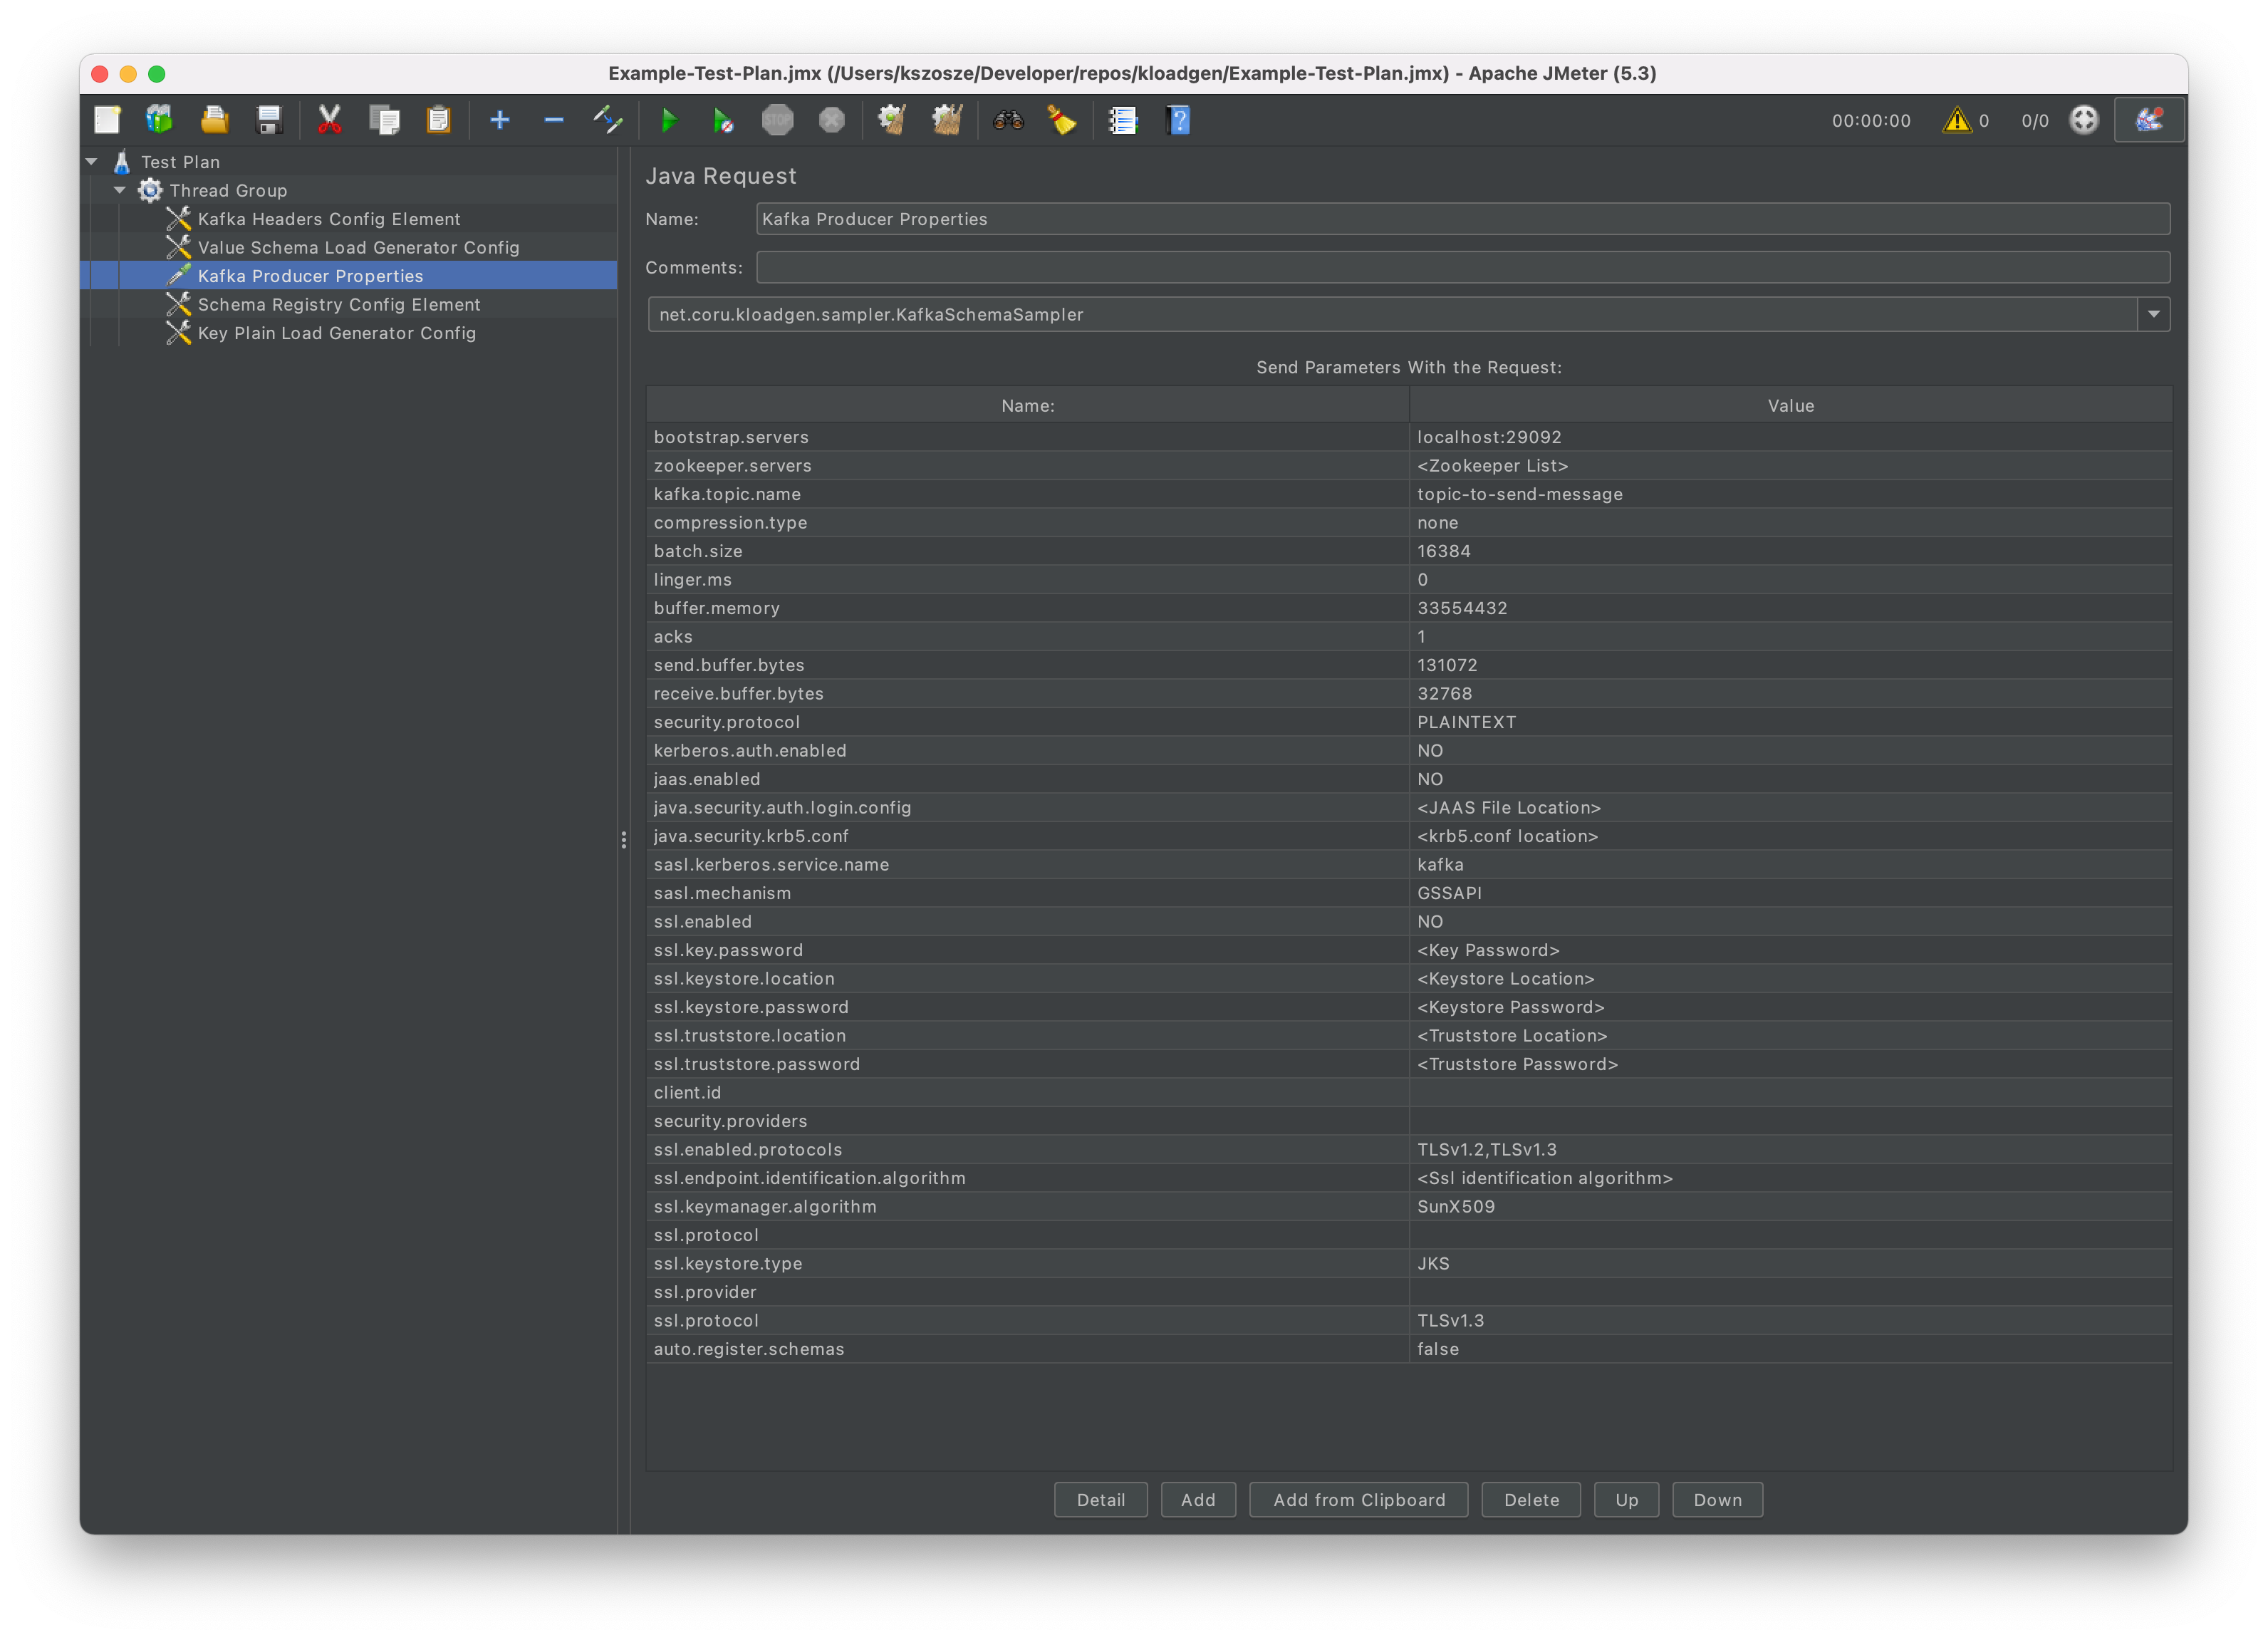 Example-Test-Plan.jmx (/Users/kszosze/Developer/repos/kloadgen/Example-Test-Plan.jmx) - Apache JMeter (5.3)
STOP 00:00:00 0 0/0
Test Plan
Thread Group
Kafka Headers Config Element
Value Schema Load Generator Config
Kafka Producer Properties
Schema Registry Config Element
Key Plain Load Generator Config
Java Request
Name: Kafka Producer Properties
Comments:
net.coru.kloadgen.sampler.KafkaSchemaSampler
Send Parameters With the Request:
Name: Value
bootstrap.servers localhost:29092
zookeeper.servers <Zookeeper List>
kafka.topic.name topic-to-send-message
compression.type none
batch.size 16384
linger.ms 0
buffer.memory 33554432
acks 1
send.buffer.bytes 131072
receive.buffer.bytes 32768
security.protocol PLAINTEXT
kerberos.auth.enabled NO
jaas.enabled NO
java.security.auth.login.config <JAAS File Location>
java.security.krb5.conf <krb5.conf location>
sasl.kerberos.service.name kafka
sasl.mechanism GSSAPI
ssl.enabled NO
ssl.key.password <Key Password>
ssl.keystore.location <Keystore Location>
ssl.keystore.password <Keystore Password>
ssl.truststore.location <Truststore Location>
ssl.truststore.password <Truststore Password>
client.id
security.providers
ssl.enabled.protocols TLSv1.2,TLSv1.3
ssl.endpoint.identification.algorithm <Ssl identification algorithm>
ssl.keymanager.algorithm SunX509
ssl.protocol
ssl.keystore.type JKS
ssl.provider
ssl.protocol TLSv1.3
auto.register.schemas false
Detail Add Add from Clipboard Delete Up Down